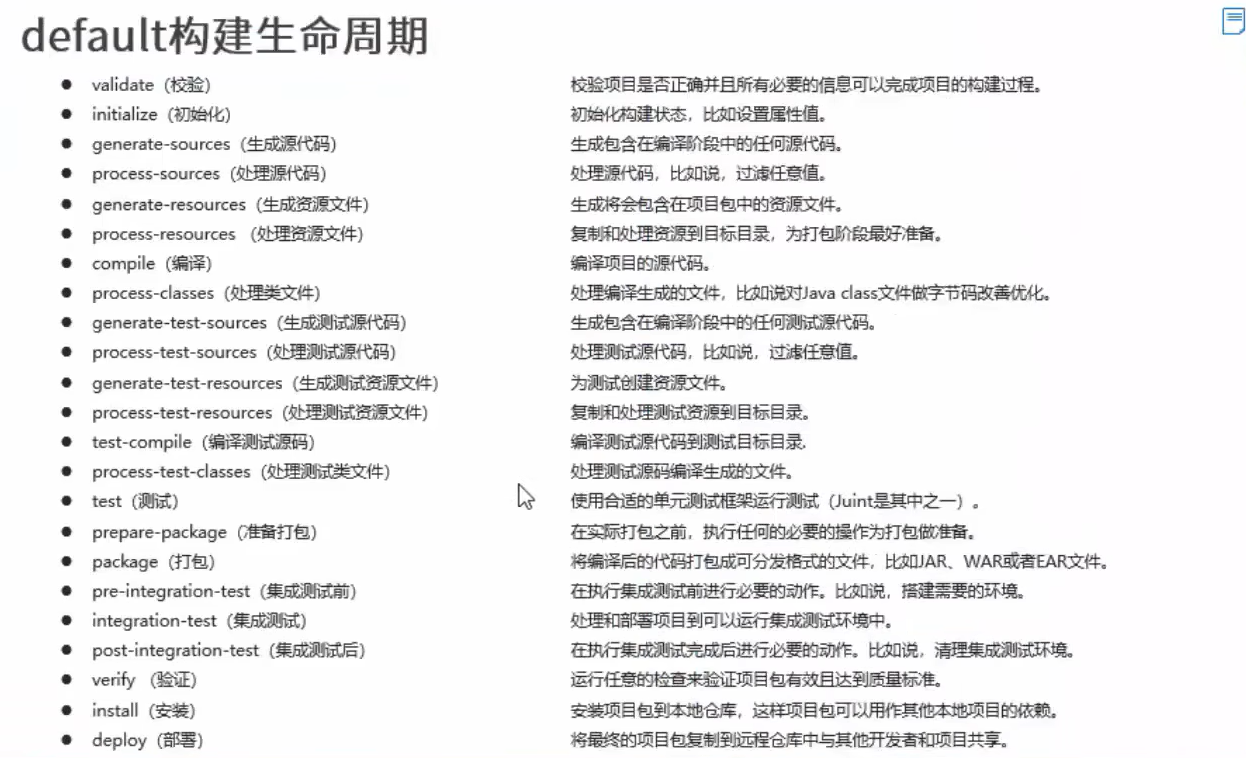 default构建生命周期
● validate（校验） 校验项目是否正确并且所有必要的信息可以完成项目的构建过程。
● initialize（初始化） 初始化构建状态，比如设置属性值。
● generate-sources（生成源代码） 生成包含在编译阶段中的任何源代码。
● process-sources（处理源代码） 处理源代码，比如说，过滤任意值。
● generate-resources（生成资源文件） 生成将会包含在项目包中的资源文件。
● process-resources （处理资源文件） 复制和处理资源到目标目录，为打包阶段最好准备。
● compile（编译） 编译项目的源代码。
● process-classes（处理类文件） 处理编译生成的文件，比如说对Java class文件做字节码改善优化。
● generate-test-sources（生成测试源代码） 生成包含在编译阶段中的任何测试源代码。
● process-test-sources（处理测试源代码） 处理测试源代码，比如说，过滤任意值。
● generate-test-resources（生成测试资源文件） 为测试创建资源文件。
● process-test-resources（处理测试资源文件） 复制和处理测试资源到目标目录。
● test-compile（编译测试源码） 编译测试源代码到测试目标目录.
● process-test-classes（处理测试类文件） 处理测试源码编译生成的文件。
● test（测试） 使用合适的单元测试框架运行测试（Juint是其中之一）。
● prepare-package（准备打包） 在实际打包之前，执行任何的必要的操作为打包做准备。
● package（打包） 将编译后的代码打包成可分发格式的文件，比如JAR、WAR或者EAR文件。
● pre-integration-test（集成测试前） 在执行集成测试前进行必要的动作。比如说，搭建需要的环境。
● integration-test（集成测试） 处理和部署项目到可以运行集成测试环境中。
● post-integration-test（集成测试后） 在执行集成测试完成后进行必要的动作。比如说，清理集成测试环境。
● verify （验证） 运行任意的检查来验证项目包有效且达到质量标准。
● install（安装） 安装项目包到本地仓库，这样项目包可以用作其他本地项目的依赖。
● deploy（部署） 将最终的项目包复制到远程仓库中与其他开发者和项目共享。